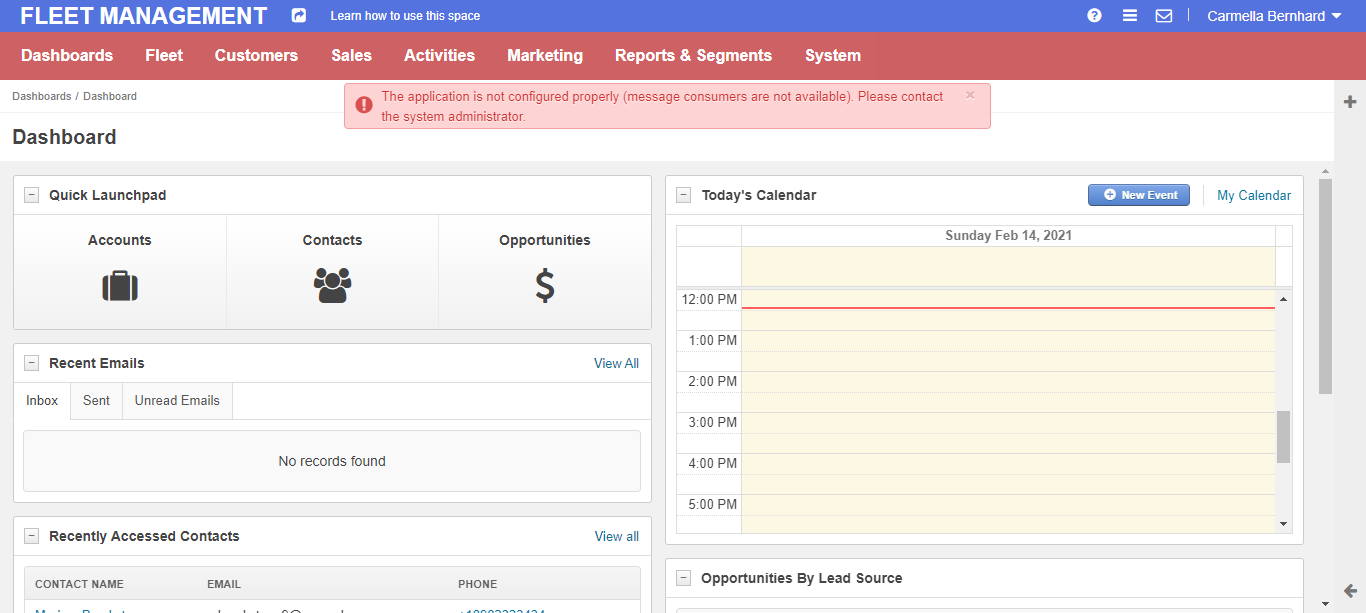 FLEET MANAGEMENT
Learn how to use this space
Carmella Bernhard
Dashboards
Fleet
Customers
Sales
Activities
Marketing
Reports & Segments
System
Dashboards / Dashboard
The application is not configured properly (message consumers are not available). Please contact
the system administrator.
×
Dashboard
Quick Launchpad
Accounts
Contacts
Opportunities
Recent Emails
View All
Inbox
Sent
Unread Emails
No records found
Recently Accessed Contacts
View all
CONTACT NAME
EMAIL
PHONE
Today's Calendar
New Event
My Calendar
Sunday Feb 14, 2021
12:00 PM
1:00 PM
2:00 PM
3:00 PM
4:00 PM
5:00 PM
Opportunities By Lead Source